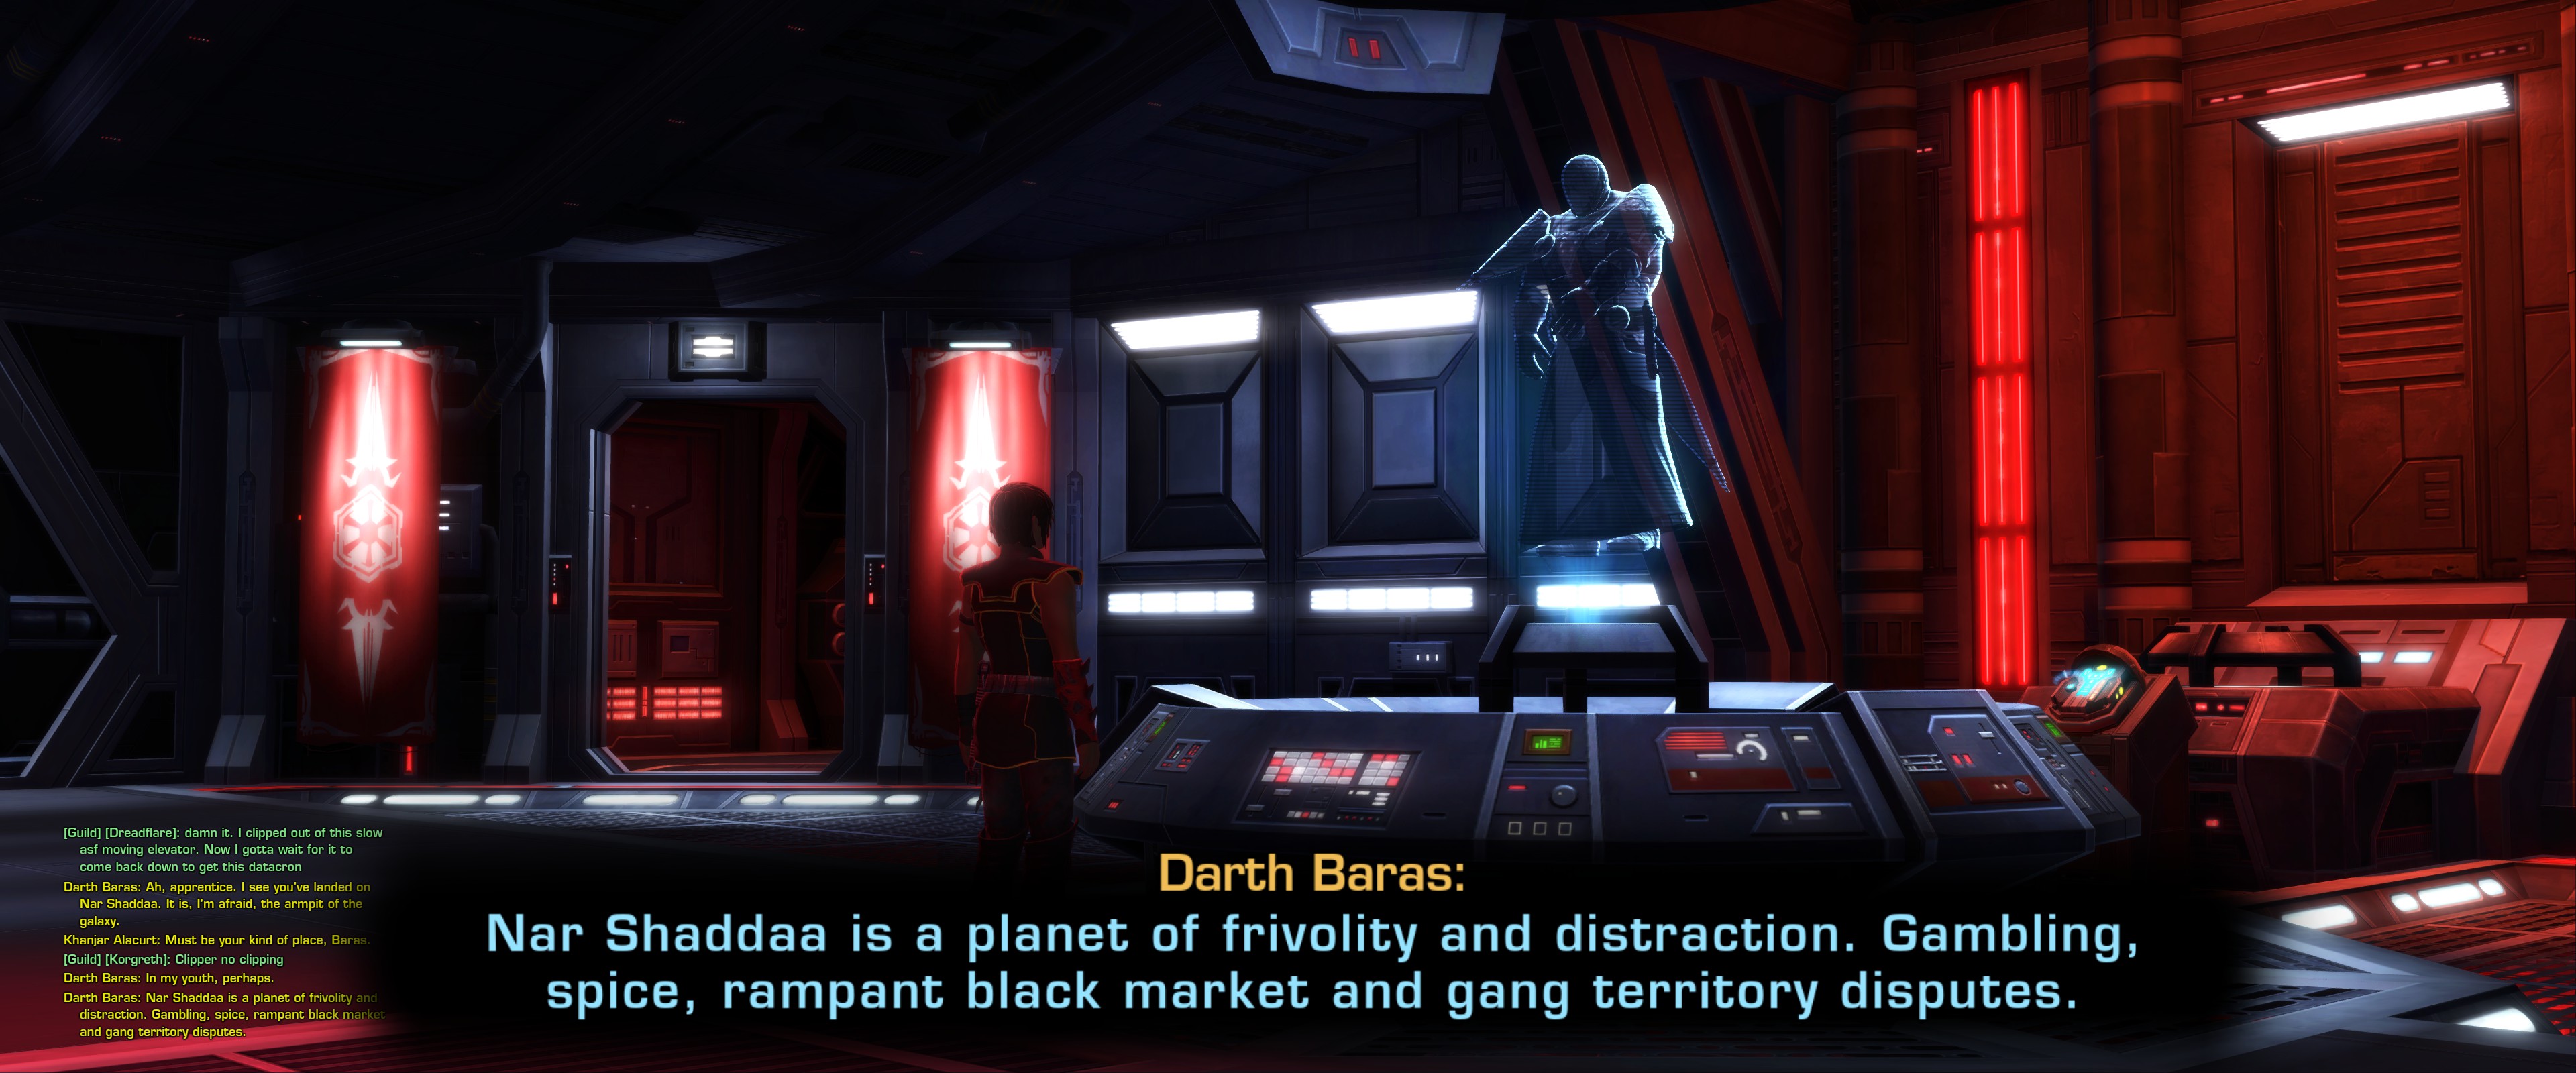 [Guild] [Dreadflare]: damn it. I clipped out of this slow
asf moving elevator. Now I gotta wait for it to
come back down to get this datacron
Darth Baras: Ah, apprentice. I see you've landed on
Nar Shaddaa. It is, I'm afraid, the armpit of the
galaxy.
Khanjar Alacurt: Must be your kind of place, Baras.
[Guild] [Korgreth]: Clipper no clipping
Darth Baras: In my youth, perhaps.
Darth Baras: Nar Shaddaa is a planet of frivolity and
distraction. Gambling, spice, rampant black market
and gang territory disputes.
Darth Baras:
Nar Shaddaa is a planet of frivolity and distraction. Gambling,
spice, rampant black market and gang territory disputes.